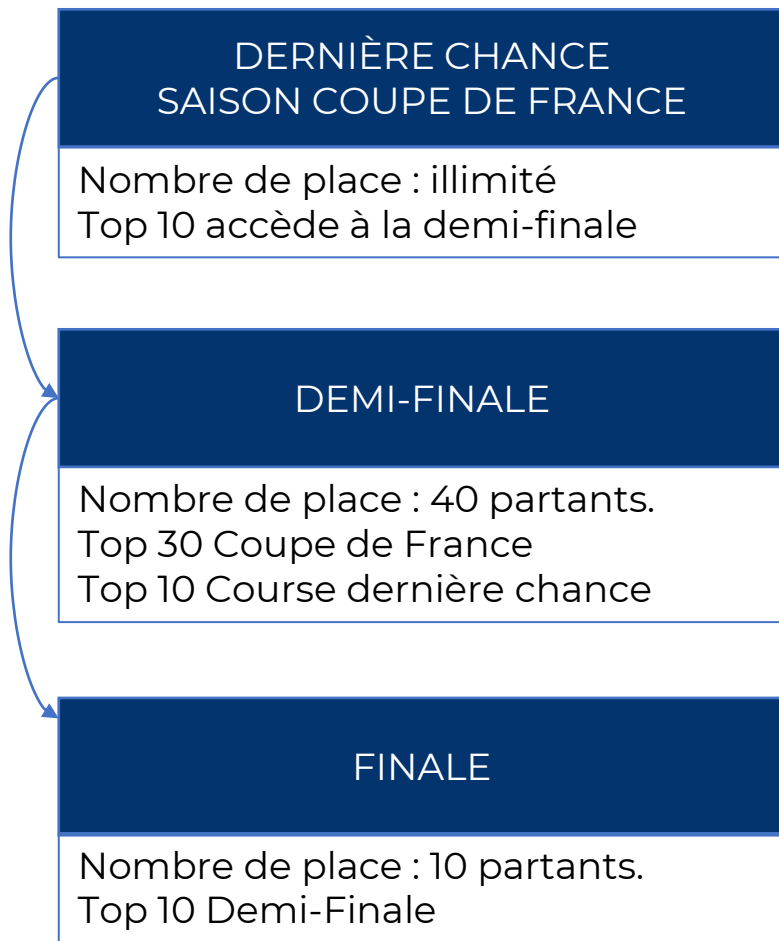 DERNIÈRE CHANCE
SAISON COUPE DE FRANCE
Nombre de place : illimité
Top 10 accède à la demi-finale
DEMI-FINALE
Nombre de place : 40 partants.
Top 30 Coupe de France
Top 10 Course dernière chance
FINALE
Nombre de place : 10 partants.
Top 10 Demi-Finale